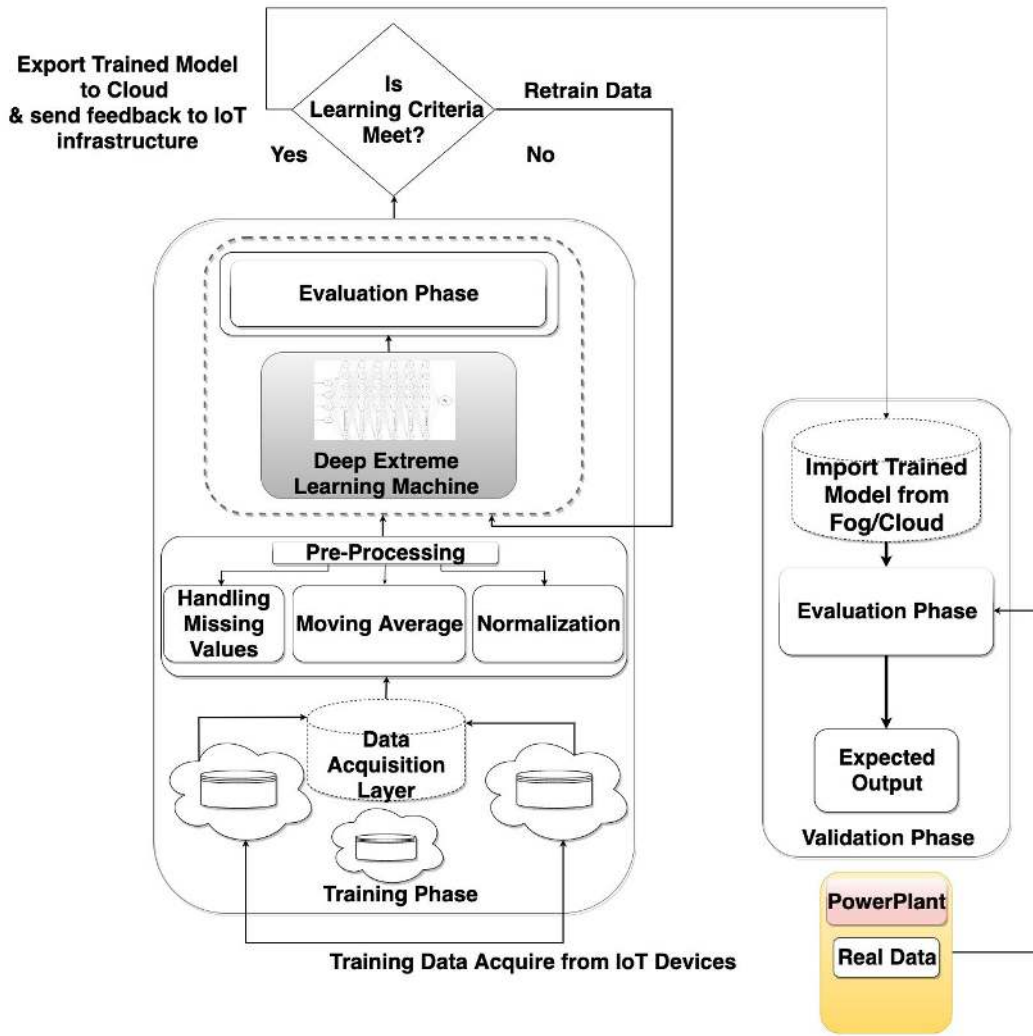 Export Trained Model
to Cloud
& send feedback to IoT
infrastructure
Is
Learning Criteria
Meet?
Retrain Data
Yes
No
Evaluation Phase
Deep Extreme
Learning Machine
Pre-Processing
Handling
Missing
Values
Moving Average
Normalization
Data
Acquisition
Layer
Training Phase
Training Data Acquire from IoT Devices
Import Trained
Model from
Fog/Cloud
Evaluation Phase
Expected
Output
Validation Phase
PowerPlant
Real Data